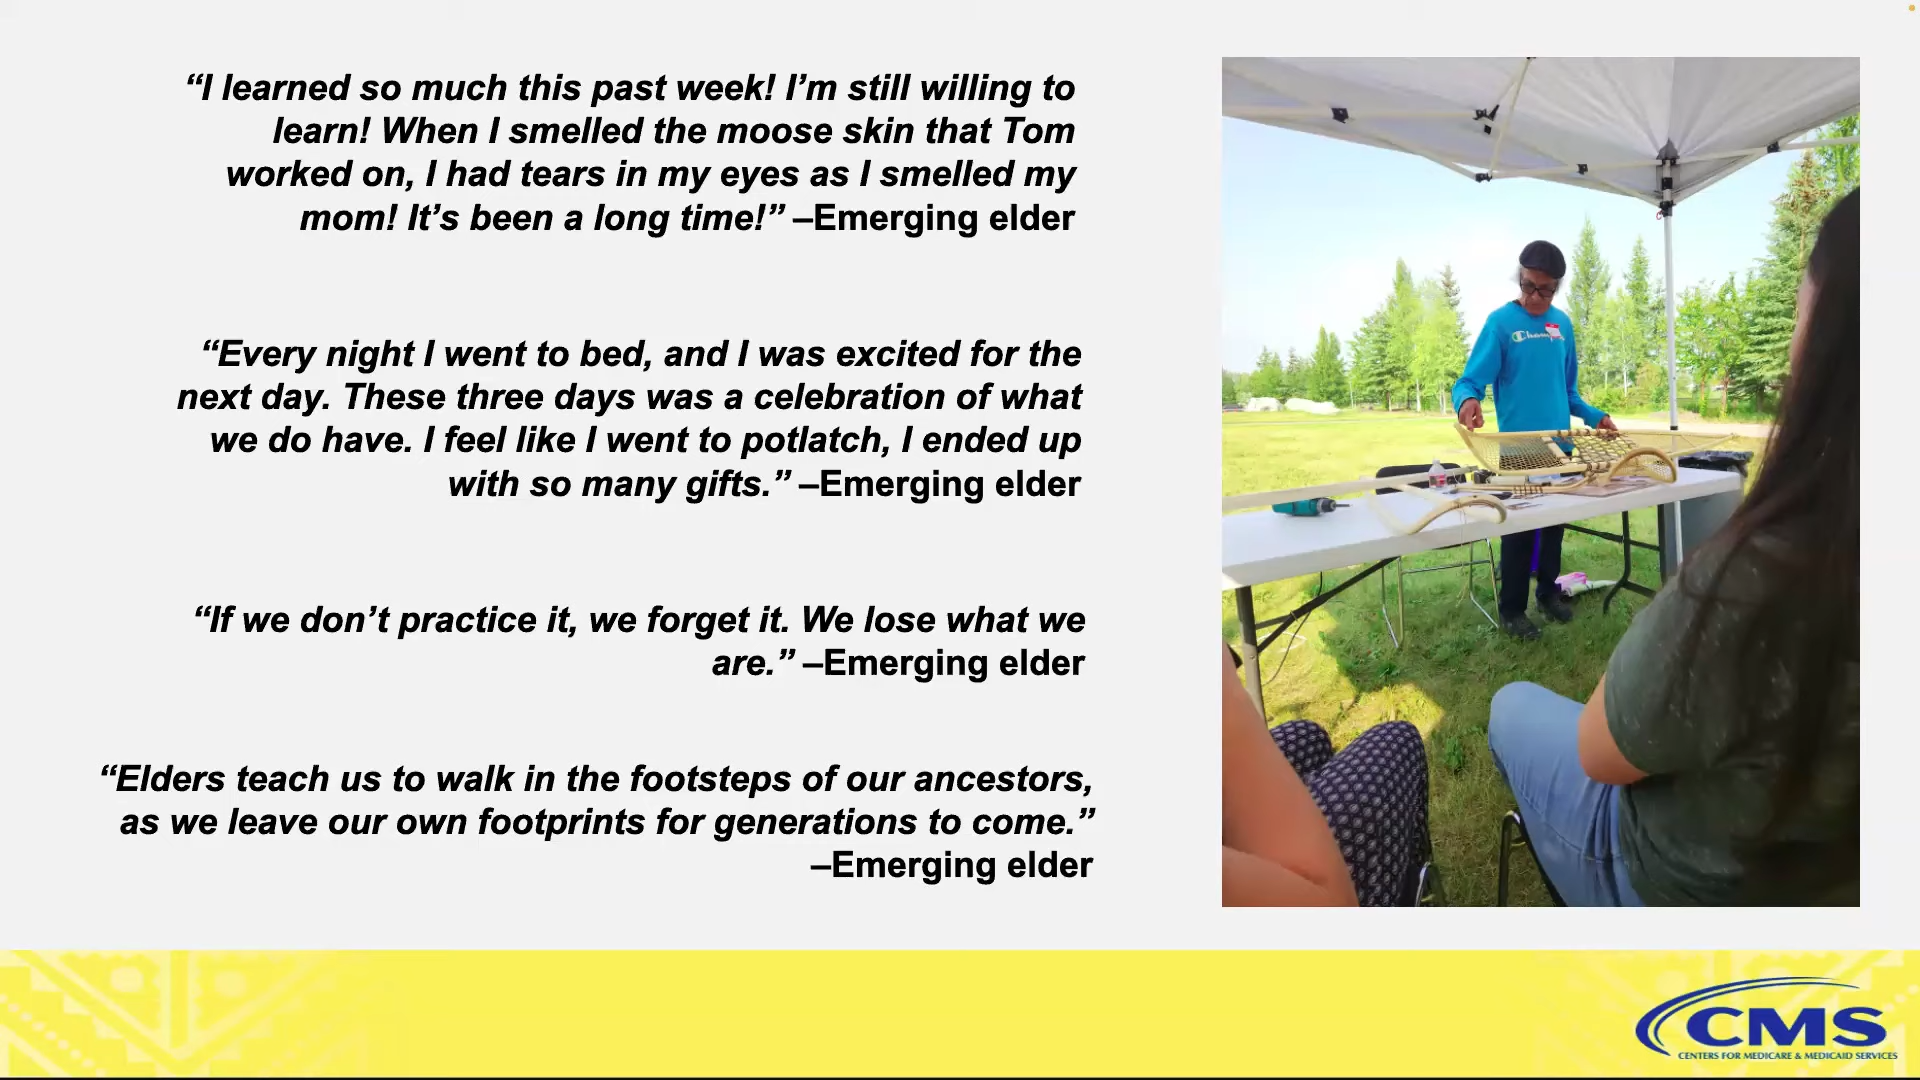 “I learned so much this past week! I’m still willing to
learn! When I smelled the moose skin that Tom
worked on, I had tears in my eyes as I smelled my
mom! It’s been a long time!” –Emerging elder
“Every night I went to bed, and I was excited for the
next day. These three days was a celebration of what
we do have. I feel like I went to potlatch, I ended up
with so many gifts.” –Emerging elder
“If we don’t practice it, we forget it. We lose what we
are.” –Emerging elder
“Elders teach us to walk in the footsteps of our ancestors,
as we leave our own footprints for generations to come.”
–Emerging elder
CMS
CENTERS FOR MEDICARE & MEDICAID SERVICES